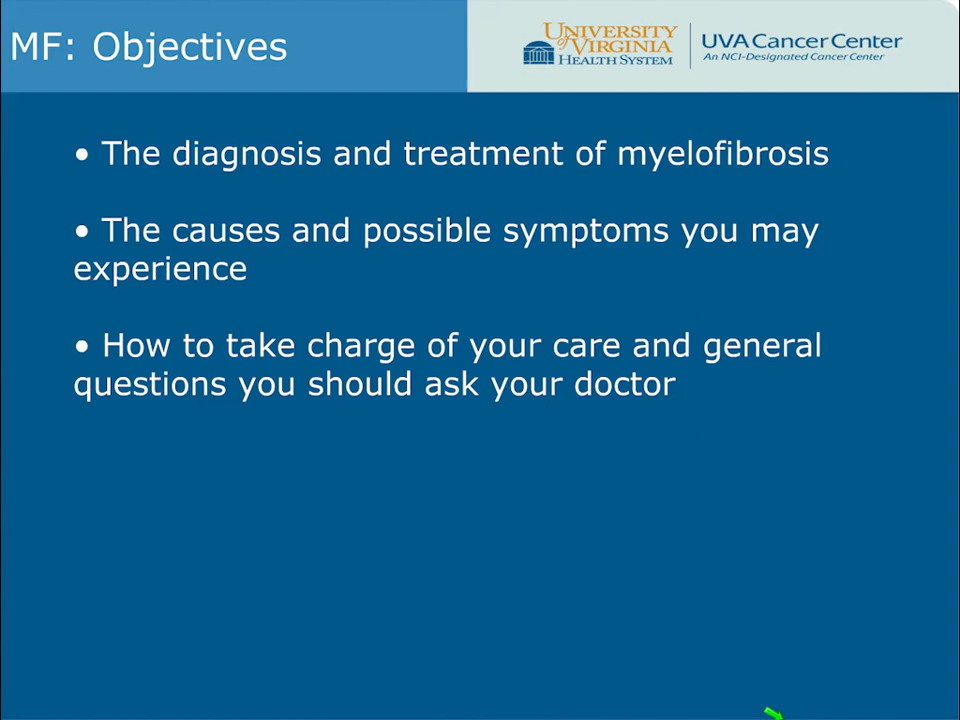 MF: Objectives
UNIVERSITY
VIRGINIA
HEALTH SYSTEM
UVA Cancer Center
An NCI-Designated Cancer Center
• The diagnosis and treatment of myelofibrosis
• The causes and possible symptoms you may
experience
• How to take charge of your care and general
questions you should ask your doctor